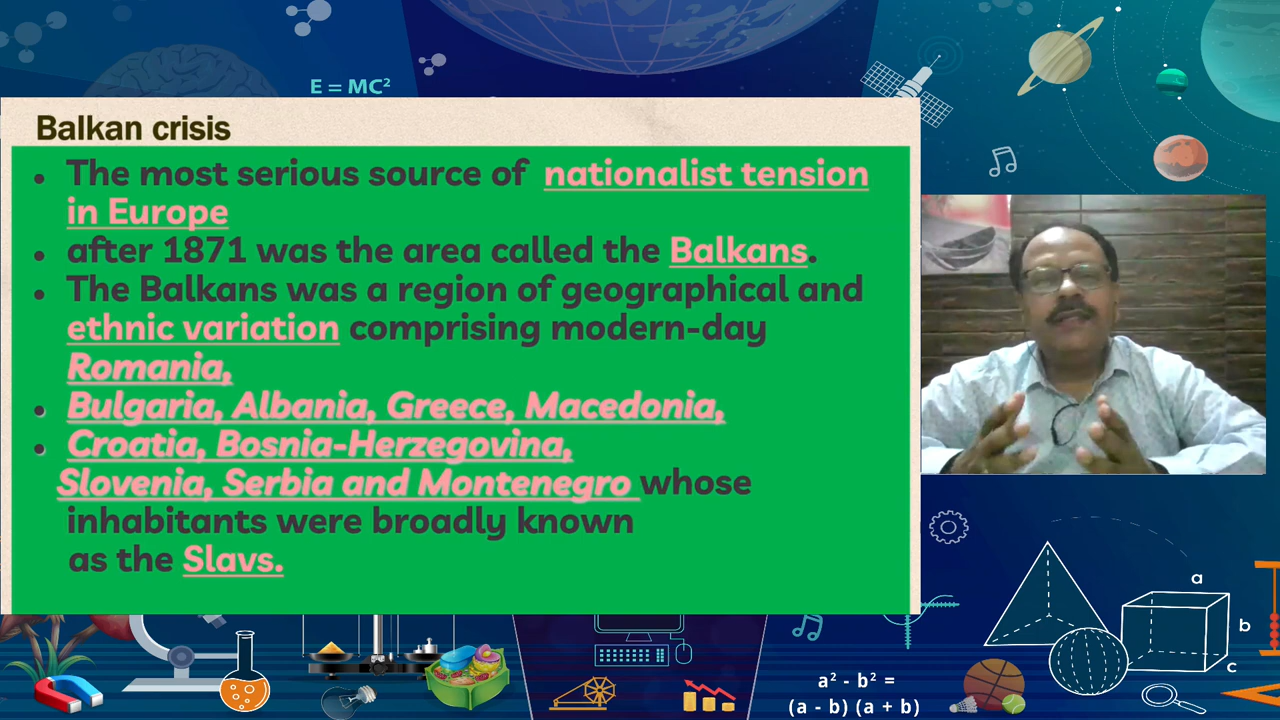 E = MC²
Balkan crisis
• The most serious source of nationalist tension
in Europe
• after 1871 was the area called the Balkans.
• The Balkans was a region of geographical and
ethnic variation comprising modern-day
Romania,
• Bulgaria, Albania, Greece, Macedonia,
• Croatia, Bosnia-Herzegovina,
Slovenia, Serbia and Montenegro whose
inhabitants were broadly known
as the Slavs.
a
b
c
a² - b² =
(a - b) (a + b)